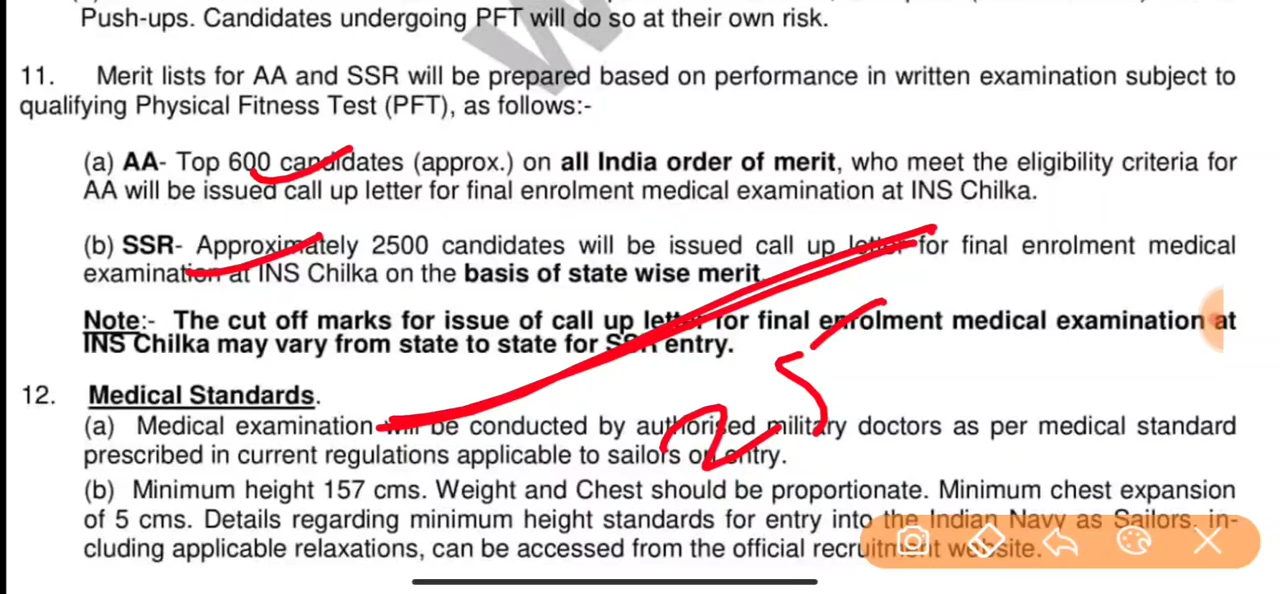 Push-ups. Candidates undergoing PFT will do so at their own risk.
11. Merit lists for AA and SSR will be prepared based on performance in written examination subject to
qualifying Physical Fitness Test (PFT), as follows:-
(a) AA- Top 600 candidates (approx.) on all India order of merit, who meet the eligibility criteria for
AA will be issued call up letter for final enrolment medical examination at INS Chilka.
(b) SSR- Approximately 2500 candidates will be issued call up letter for final enrolment medical
examination at INS Chilka on the basis of state wise merit.
Note:- The cut off marks for issue of call up letter for final enrolment medical examination at
INS Chilka may vary from state to state for SSR entry.
12. Medical Standards.
(a) Medical examination will be conducted by authorised military doctors as per medical standard
prescribed in current regulations applicable to sailors on entry.
(b) Minimum height 157 cms. Weight and Chest should be proportionate. Minimum chest expansion
of 5 cms. Details regarding minimum height standards for entry into the Indian Navy as Sailors, in-
cluding applicable relaxations, can be accessed from the official recruitment website.
25